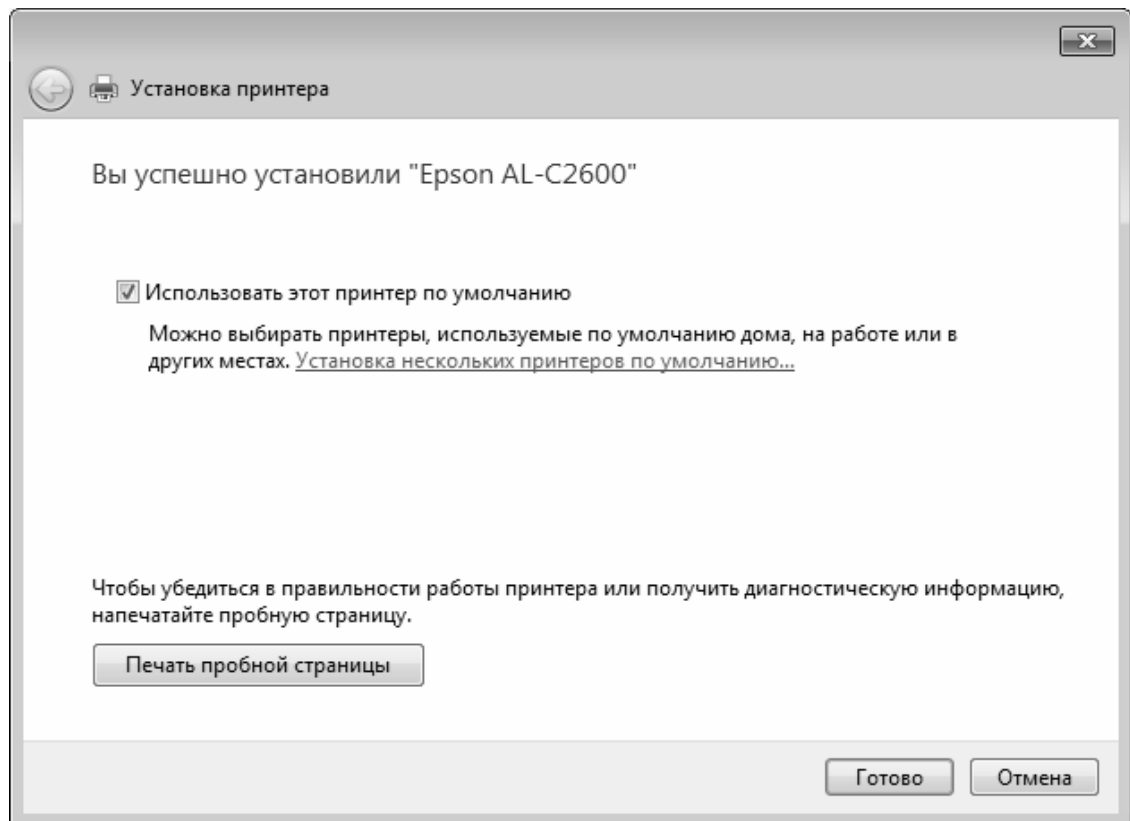 Установка принтера
Вы успешно установили "Epson AL-C2600"
Использовать этот принтер по умолчанию
Можно выбирать принтеры, используемые по умолчанию дома, на работе или в
других местах. Установка нескольких принтеров по умолчанию...
Чтобы убедиться в правильности работы принтера или получить диагностическую информацию,
напечатайте пробную страницу.
Печать пробной страницы
Готово Отмена